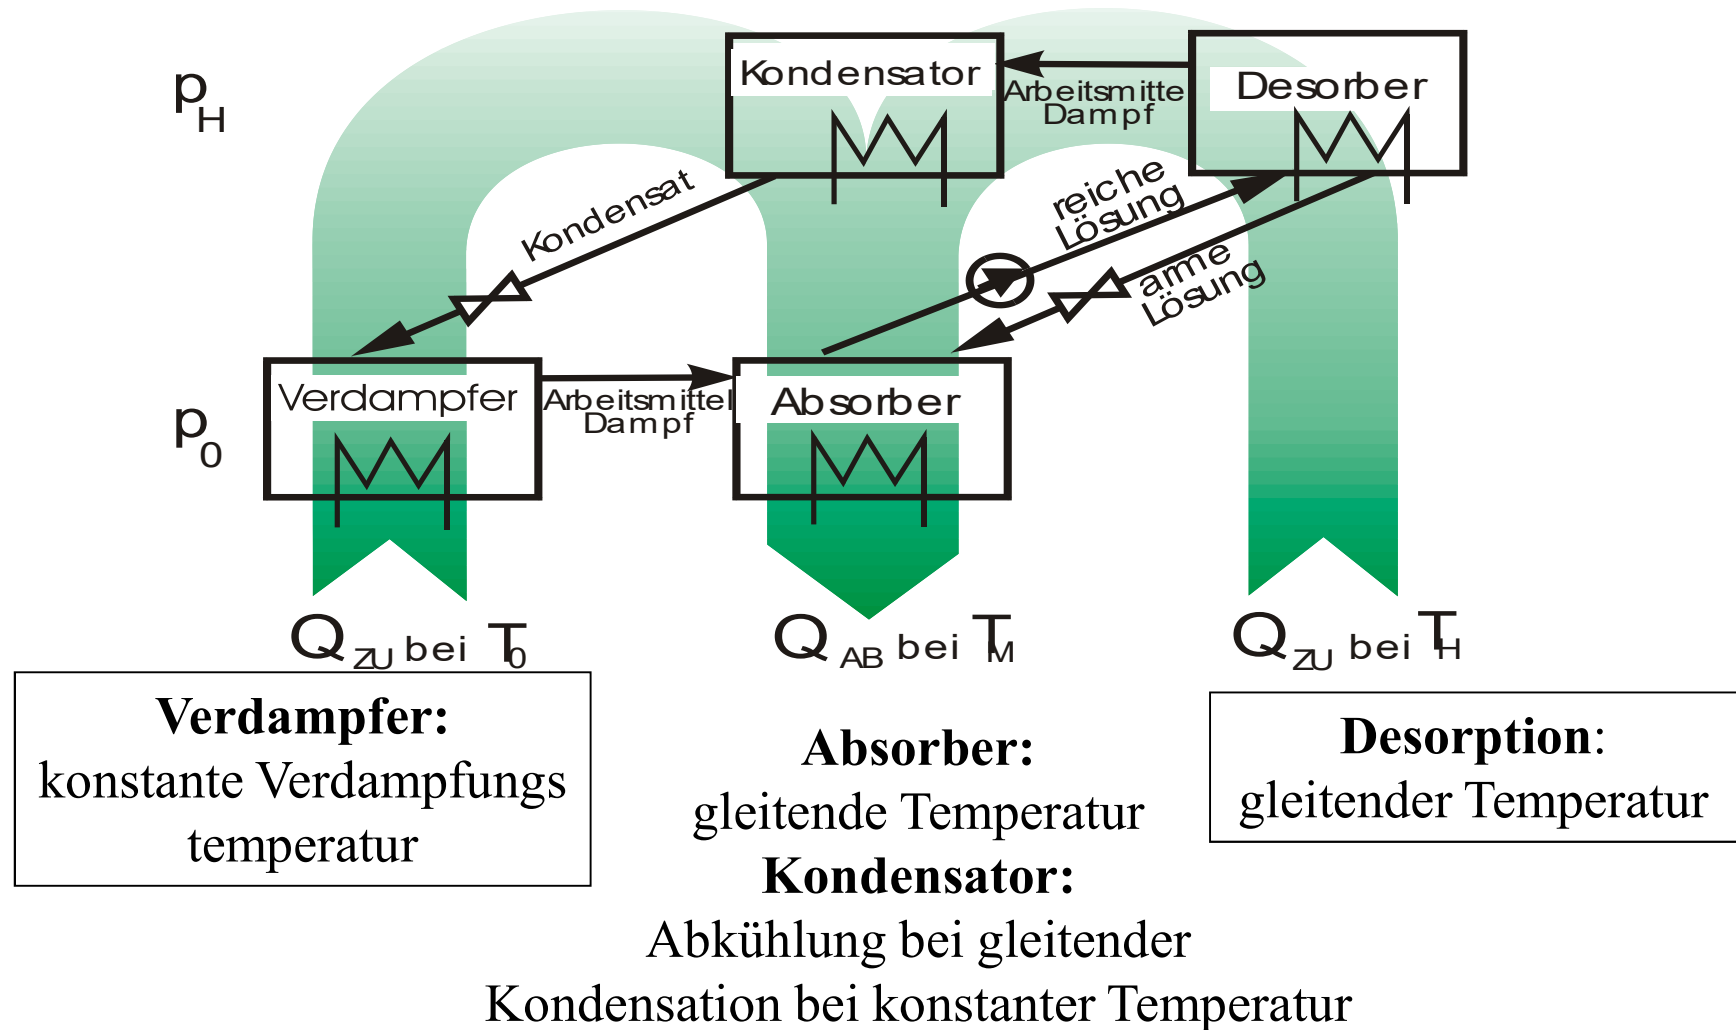 p_H
Kondensator
Arbeitsmittel
Dampf
Desorber
Kondensat
reiche
Lösung
arme
Lösung
p_0
Verdampfer
Arbeitsmittel
Dampf
Absorber
Q_ZU bei T_0
Q_AB bei T_M
Q_ZU bei T_H
Verdampfer:
konstante Verdampfungs
temperatur
Absorber:
gleitende Temperatur
Kondensator:
Abkühlung bei gleitender
Kondensation bei konstanter Temperatur
Desorption:
gleitender Temperatur